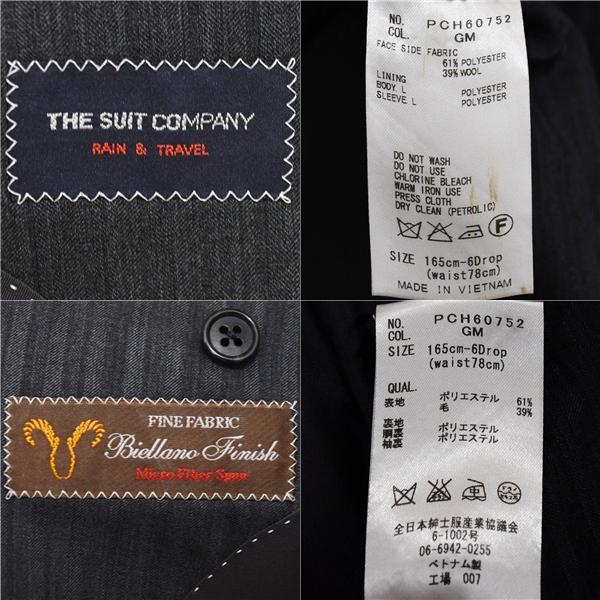 THE SUIT COMPANY
RAIN & TRAVEL
NO. PCH60752
COL. GM
FACE SIDE FABRIC
61% POLYESTER
39% WOOL
LINING
BODY L POLYESTER
SLEEVE L POLYESTER
DO NOT WASH
DO NOT USE
CHLORINE BLEACH
WARM IRON USE
PRESS CLOTH
DRY CLEAN (PETROLIC)
F
SIZE 165cm-6Drop
(waist78cm)
MADE IN VIETNAM
FINE FABRIC
Biellano Finish
Micro Fiber Spun
NO. PCH60752
COL. GM
SIZE 165cm-6Drop
(waist78cm)
QUAL.
表地 ポリエステル 61%
毛 39%
裏地
胴裏 ポリエステル
袖裏 ポリエステル
全日本紳士服産業協議会
6-1002号
06-6942-0255
ベトナム製
工場 007